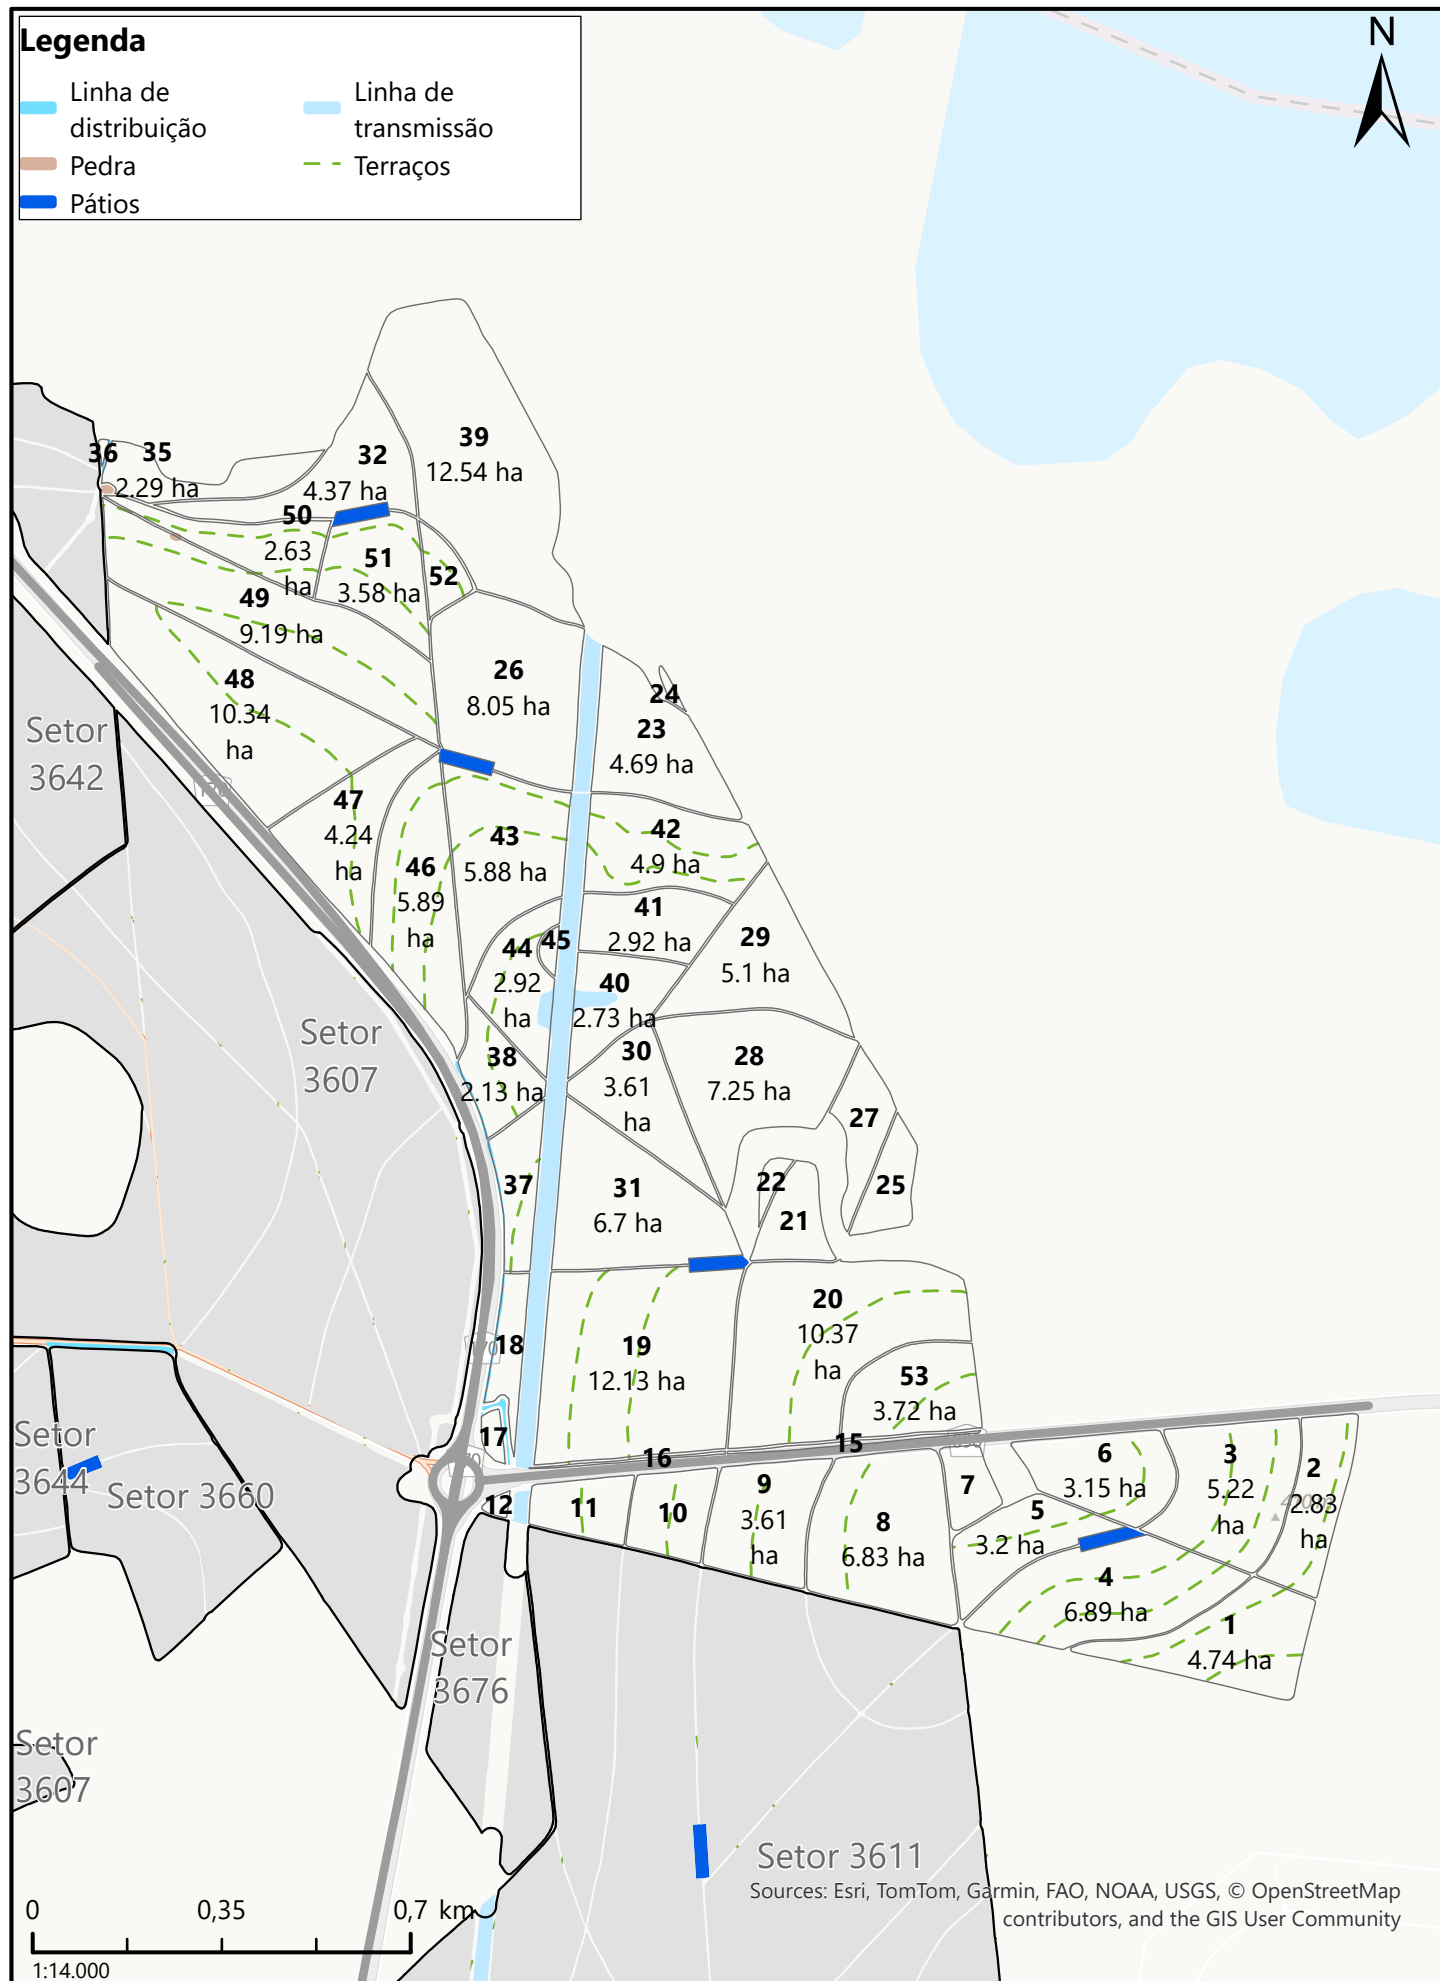 Legenda
Linha de
distribuição
Linha de
transmissão
Pedra
Terraços
Pátios
N
39
12.54 ha
36
35
2.29 ha
32
4.37 ha
50
2.63
ha
51
3.58 ha
52
49
9.19 ha
48
10.34
ha
26
8.05 ha
24
23
4.69 ha
Setor
3642
47
4.24
ha
46
5.89
ha
43
5.88 ha
42
4.9 ha
41
2.92 ha
29
5.1 ha
44
2.92
ha
45
40
2.73 ha
Setor
3607
38
2.13 ha
30
3.61
ha
28
7.25 ha
27
25
37
31
6.7 ha
22
21
18
19
12.13 ha
20
10.37
ha
53
3.72 ha
17
16
15
12
11
10
9
3.61
ha
8
6.83 ha
7
6
3.15 ha
5
3.2 ha
3
5.22
ha
2
2.83
ha
4
6.89 ha
1
4.74 ha
Setor
3644
Setor 3660
Setor
3676
Setor
3607
Setor 3611
Sources: Esri, TomTom, Garmin, FAO, NOAA, USGS, © OpenStreetMap
contributors, and the GIS User Community
0
0,35
0,7 km
1:14.000